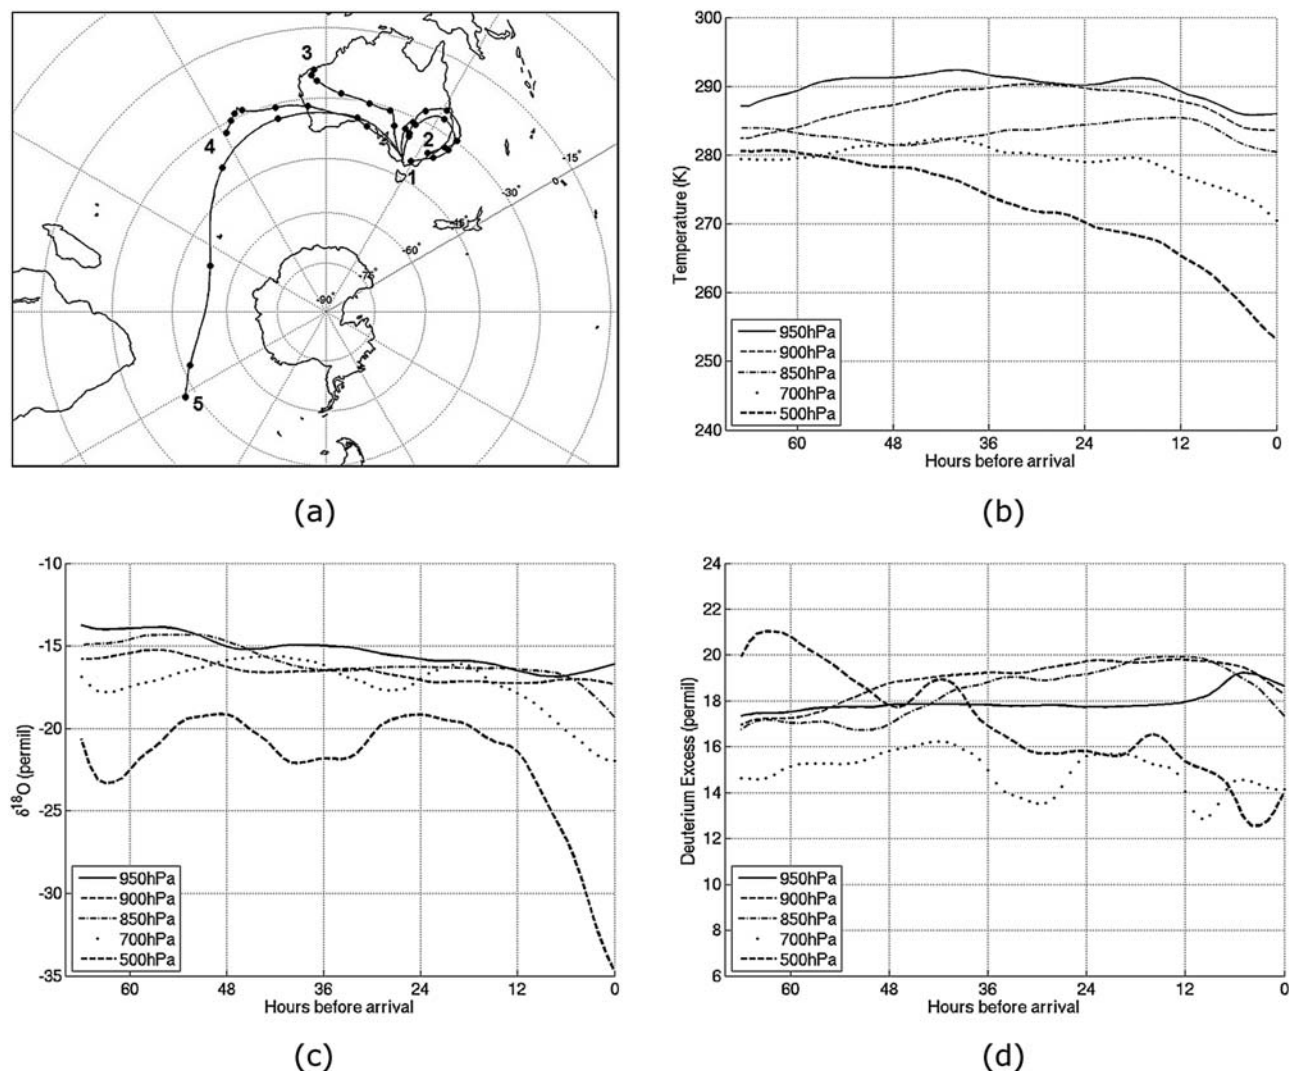 3
4
2
1
5
-15°
0°
-30°
-45°
-60°
-75°
-90°
(a)
300
290
280
270
260
250
240
Temperature (K)
950hPa
900hPa
850hPa
700hPa
500hPa
60 48 36 24 12 0
Hours before arrival
(b)
-10
-15
-20
-25
-30
-35
δ18O (permil)
950hPa
900hPa
850hPa
700hPa
500hPa
60 48 36 24 12 0
Hours before arrival
(c)
24
22
20
18
16
14
12
10
8
6
Deuterium Excess (permil)
950hPa
900hPa
850hPa
700hPa
500hPa
60 48 36 24 12 0
Hours before arrival
(d)